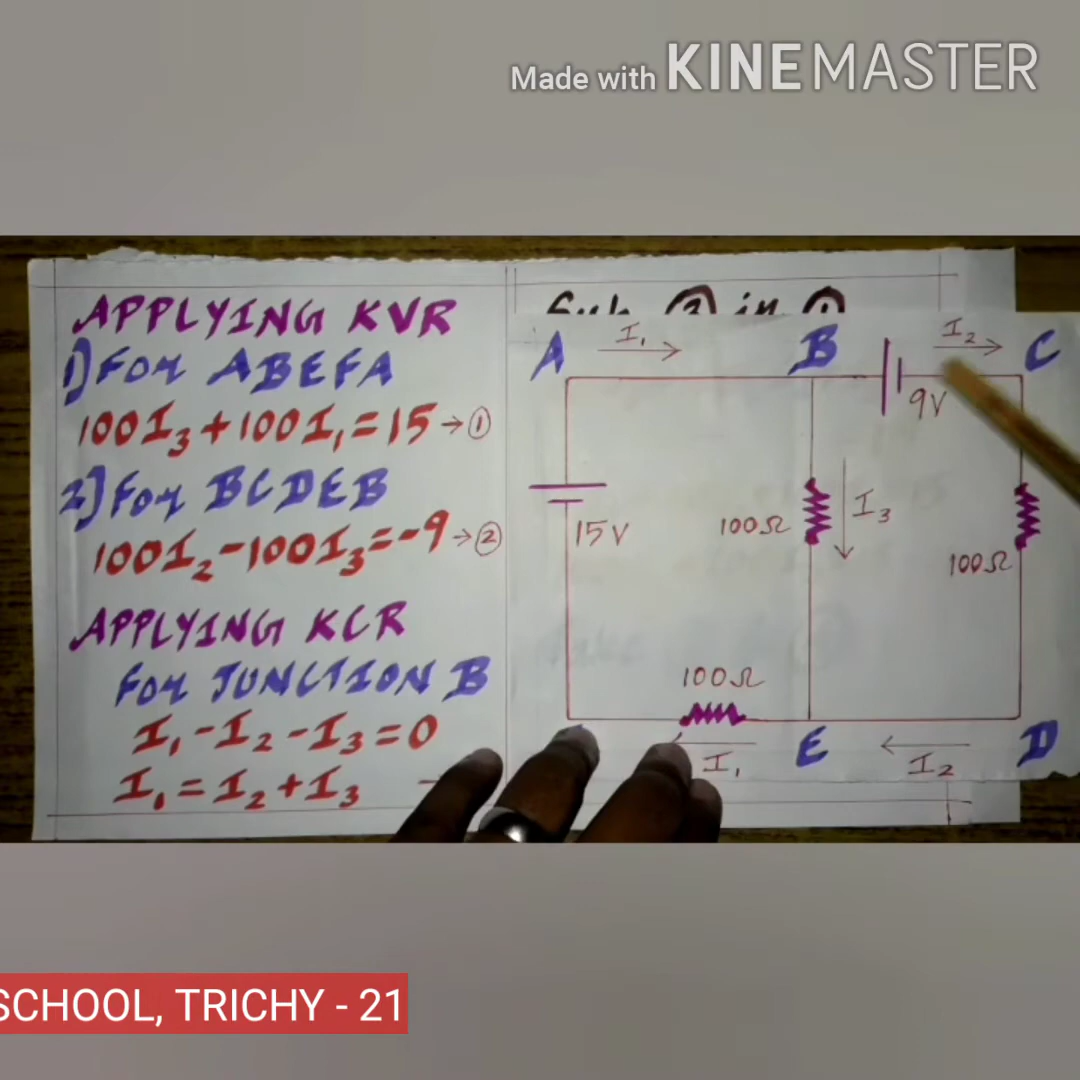 Made with KINEMASTER
APPLYING KVR
1) FOR ABEFA
100I₃ + 100I₁ = 15 → ①
2) FOR BCDEB
100I₂ - 100I₃ = -9 → ②
APPLYING KCR
FOR JUNCTION B
I₁ - I₂ - I₃ = 0
I₁ = I₂ + I₃
in ①
A
I₁
B
I₂
C
9V
15V
100Ω
I₃
100Ω
100Ω
I₁
E
I₂
D
SCHOOL, TRICHY - 21